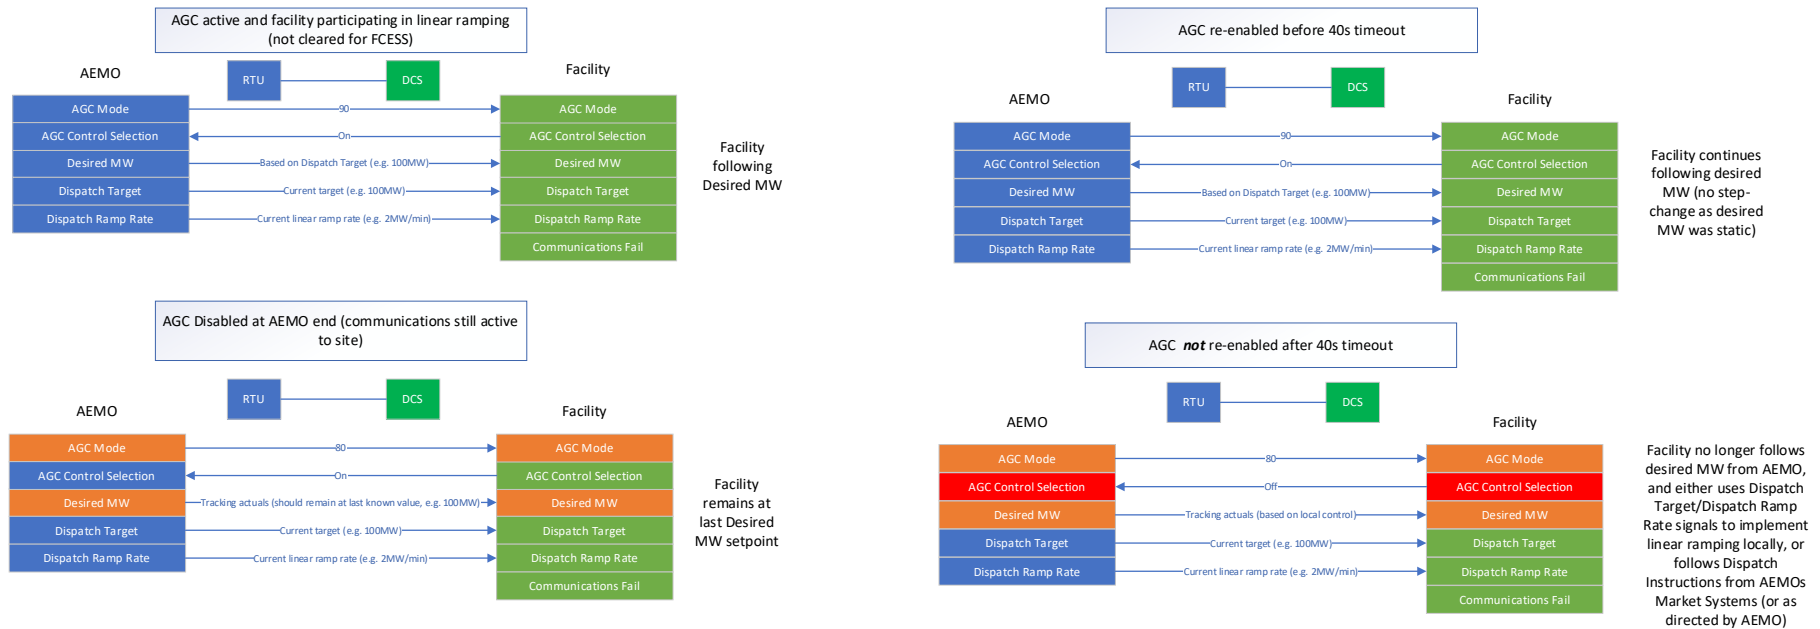 AGC active and facility participating in linear ramping
(not cleared for FCESS)
AEMO
RTU
DCS
Facility
AGC Mode
90
AGC Mode
AGC Control Selection
On
AGC Control Selection
Desired MW
Based on Dispatch Target (e.g. 100MW)
Desired MW
Dispatch Target
Current target (e.g. 100MW)
Dispatch Target
Dispatch Ramp Rate
Current linear ramp rate (e.g. 2MW/min)
Dispatch Ramp Rate
Communications Fail
Facility
following
Desired MW
AGC Disabled at AEMO end (communications still active
to site)
AEMO
RTU
DCS
Facility
AGC Mode
80
AGC Mode
AGC Control Selection
On
AGC Control Selection
Desired MW
Tracking actuals (should remain at last known value, e.g. 100MW)
Desired MW
Dispatch Target
Current target (e.g. 100MW)
Dispatch Target
Dispatch Ramp Rate
Current linear ramp rate (e.g. 2MW/min)
Dispatch Ramp Rate
Communications Fail
Facility
remains at
last Desired
MW setpoint
AGC re-enabled before 40s timeout
AEMO
RTU
DCS
Facility
AGC Mode
90
AGC Mode
AGC Control Selection
On
AGC Control Selection
Desired MW
Based on Dispatch Target (e.g. 100MW)
Desired MW
Dispatch Target
Current target (e.g. 100MW)
Dispatch Target
Dispatch Ramp Rate
Current linear ramp rate (e.g. 2MW/min)
Dispatch Ramp Rate
Communications Fail
Facility continues
following desired
MW (no step-
change as desired
MW was static)
AGC not re-enabled after 40s timeout
AEMO
RTU
DCS
Facility
AGC Mode
80
AGC Mode
AGC Control Selection
Off
AGC Control Selection
Desired MW
Tracking actuals (based on local control)
Desired MW
Dispatch Target
Current target (e.g. 100MW)
Dispatch Target
Dispatch Ramp Rate
Current linear ramp rate (e.g. 2MW/min)
Dispatch Ramp Rate
Communications Fail
Facility no longer follows
desired MW from AEMO,
and either uses Dispatch
Target/Dispatch Ramp
Rate signals to implement
linear ramping locally, or
follows Dispatch
Instructions from AEMOs
Market Systems (or as
directed by AEMO)